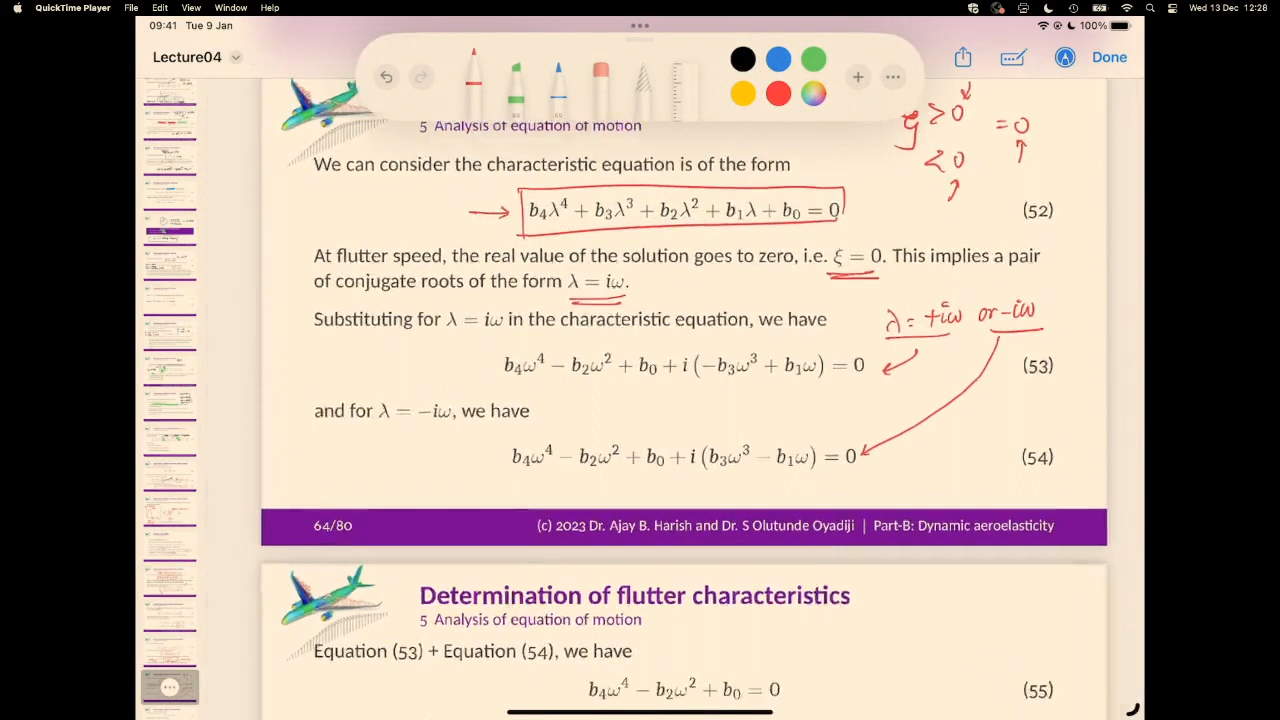 QuickTime Player File Edit View Window Help Wed 13 Dec 12:28
09:41 Tue 9 Jan 100%
Lecture04 Done
5 Analysis of equation of motion
We can consider the characteristic equation is of the form
b₄λ⁴ + b₃λ³ + b₂λ² + b₁λ + b₀ = 0 (52)
At flutter speed, the real value of the solution goes to zero, i.e. ξ = 0. This implies a pair
of conjugate roots of the form λ = iω.
λ = +iω or -iω
Substituting for λ = iω in the characteristic equation, we have
b₄ω⁴ − b₂ω² + b₀ + i (−b₃ω³ + b₁ω) = 0 (53)
and for λ = −iω, we have
b₄ω⁴ − b₂ω² + b₀ + i (b₃ω³ − b₁ω) = 0 (54)
64/80 (c) 2023 Dr. Ajay B. Harish and Dr. S Olutunde Oyadiji | Part-B: Dynamic aeroelasticity
Determination of flutter characteristics
5 Analysis of equation of motion
Equation (53) + Equation (54), we have
b₄ω⁴ − b₂ω² + b₀ = 0 (55)